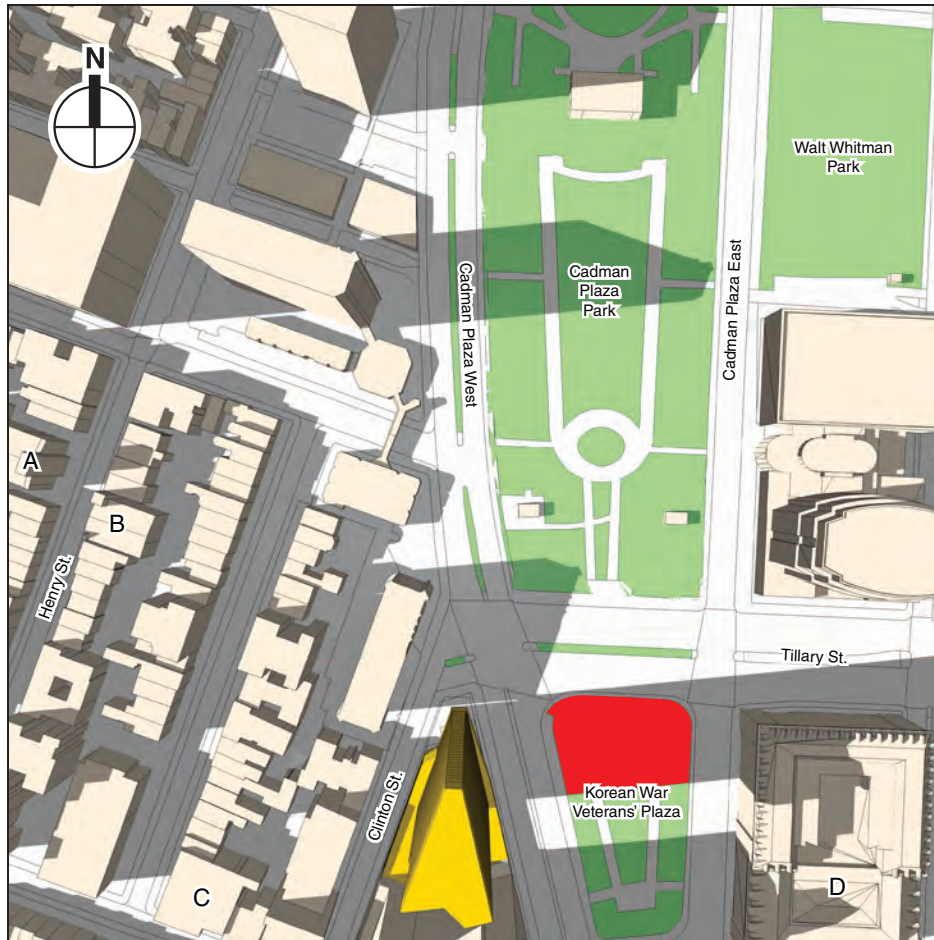 N
Walt Whitman
Park
Cadman
Plaza
Park
Cadman Plaza West
Cadman Plaza East
A
B
Henry St.
Tillary St.
Korean War
Veterans' Plaza
Clinton St.
C
D